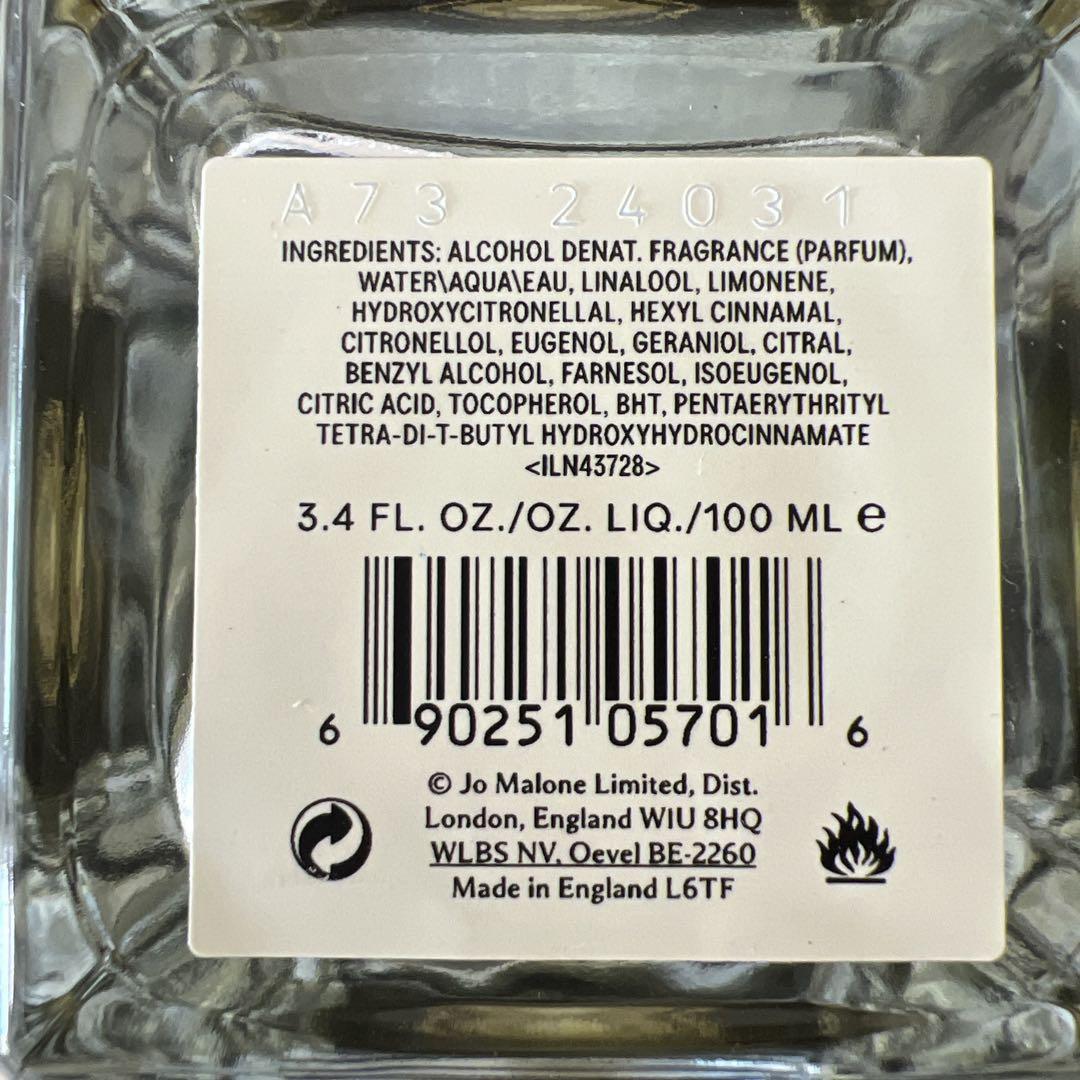 A73 24031
INGREDIENTS: ALCOHOL DENAT. FRAGRANCE (PARFUM),
WATER\AQUA\EAU, LINALOOL, LIMONENE,
HYDROXYCITRONELLAL, HEXYL CINNAMAL,
CITRONELLOL, EUGENOL, GERANIOL, CITRAL,
BENZYL ALCOHOL, FARNESOL, ISOEUGENOL,
CITRIC ACID, TOCOPHEROL, BHT, PENTAERYTHRITYL
TETRA-DI-T-BUTYL HYDROXYHYDROCINNAMATE
<ILN43728>
3.4 FL. OZ./OZ. LIQ./100 ML e
6 90251 05701 6
© Jo Malone Limited, Dist.
London, England W1U 8HQ
WLBS NV, Oevel BE-2260
Made in England L6TF